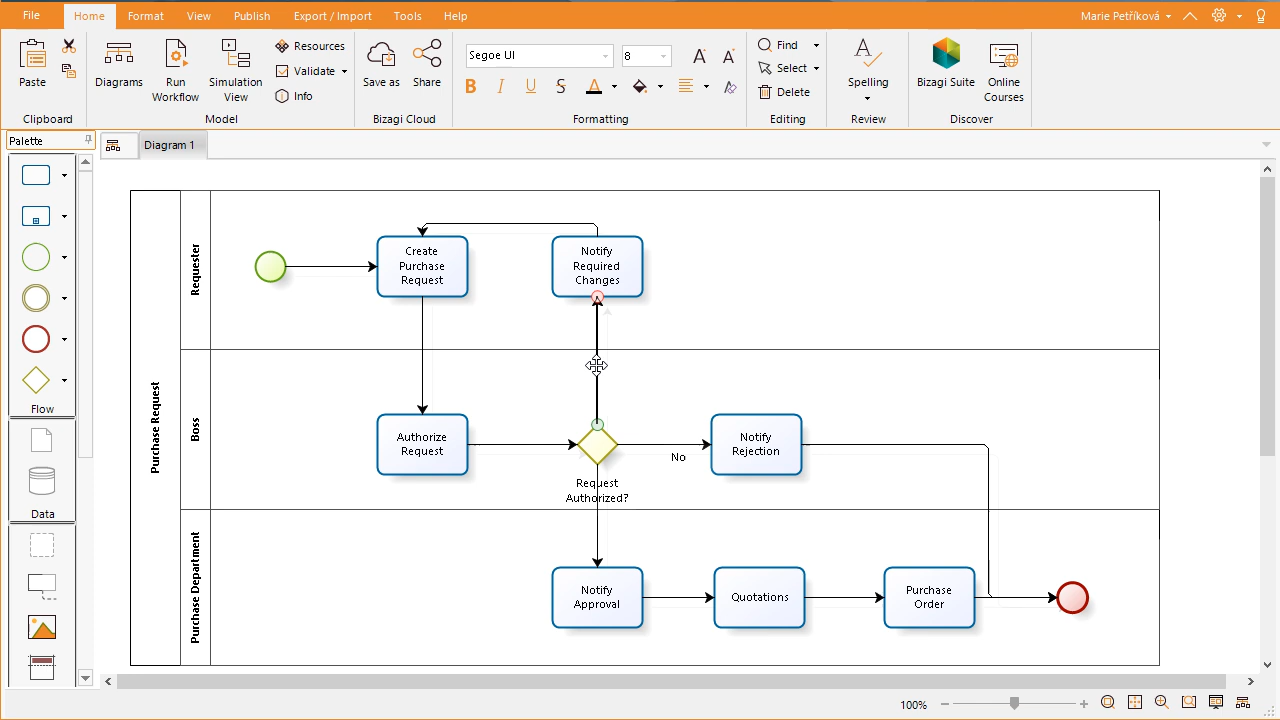 File Home Format View Publish Export / Import Tools Help Marie Petříková
Paste
Clipboard
Diagrams
Run
Workflow
Simulation
View
Resources
Validate
Info
Model
Save as
Share
Bizagi Cloud
Segoe UI 8
B I U S A
Formatting
Find
Select
Delete
Editing
Spelling
Review
Bizagi Suite
Online
Courses
Discover
Palette
Diagram 1
Flow
Data
Purchase Request
Requester
Create
Purchase
Request
Notify
Required
Changes
Boss
Authorize
Request
Request
Authorized?
No
Notify
Rejection
Purchase Department
Notify
Approval
Quotations
Purchase
Order
100%